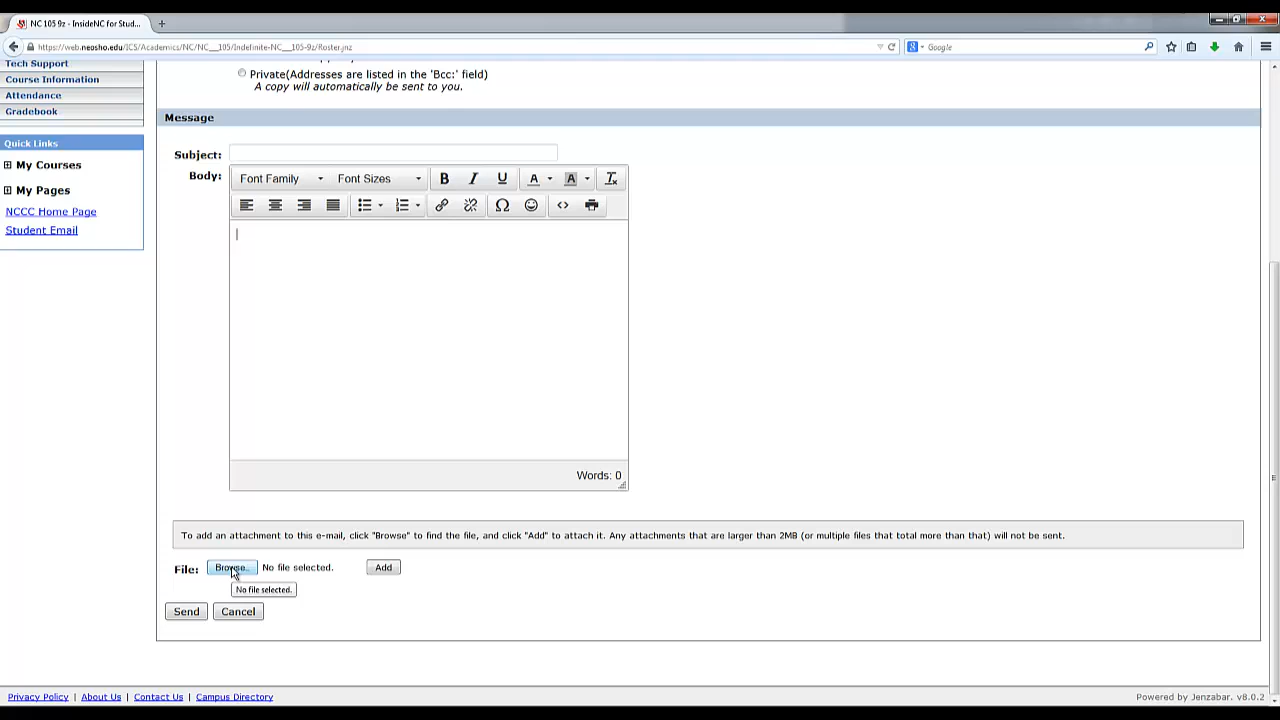 NC 105 9z - InsideNC for Stud...
https://web.neosho.edu/ICS/Academics/NC/NC__105/Indefinite-NC__105-9z/Roster.jnz
Google
Tech Support
Course Information
Attendance
Gradebook
Quick Links
My Courses
My Pages
NCCC Home Page
Student Email
Private(Addresses are listed in the 'Bcc:' field)
A copy will automatically be sent to you.
Message
Subject:
Body:
Font Family Font Sizes B I U A A Tx
Words: 0
To add an attachment to this e-mail, click "Browse" to find the file, and click "Add" to attach it. Any attachments that are larger than 2MB (or multiple files that total more than that) will not be sent.
File: Browse.. No file selected. Add
No file selected.
Send Cancel
Privacy Policy | About Us | Contact Us | Campus Directory
Powered by Jenzabar. v8.0.2